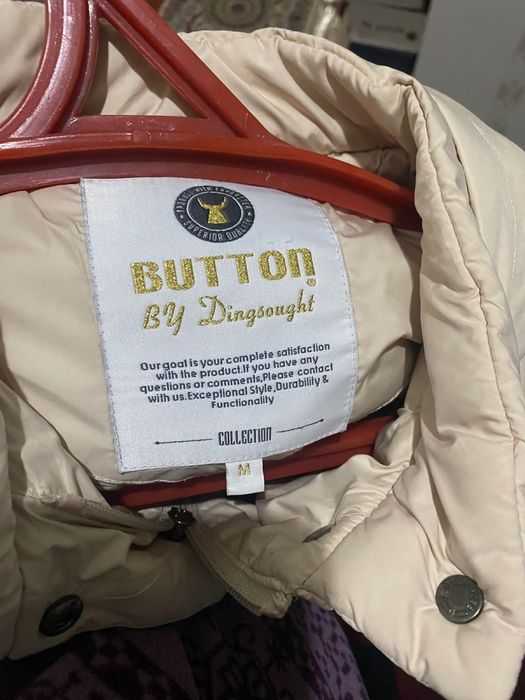 SUPERIOR QUALITY
BUTTON
BY Dingsought
Our goal is your complete satisfaction
with the product.If you have any
questions or comments,Please contact
with us.Exceptional Style,Durability &
Functionality
COLLECTION
M